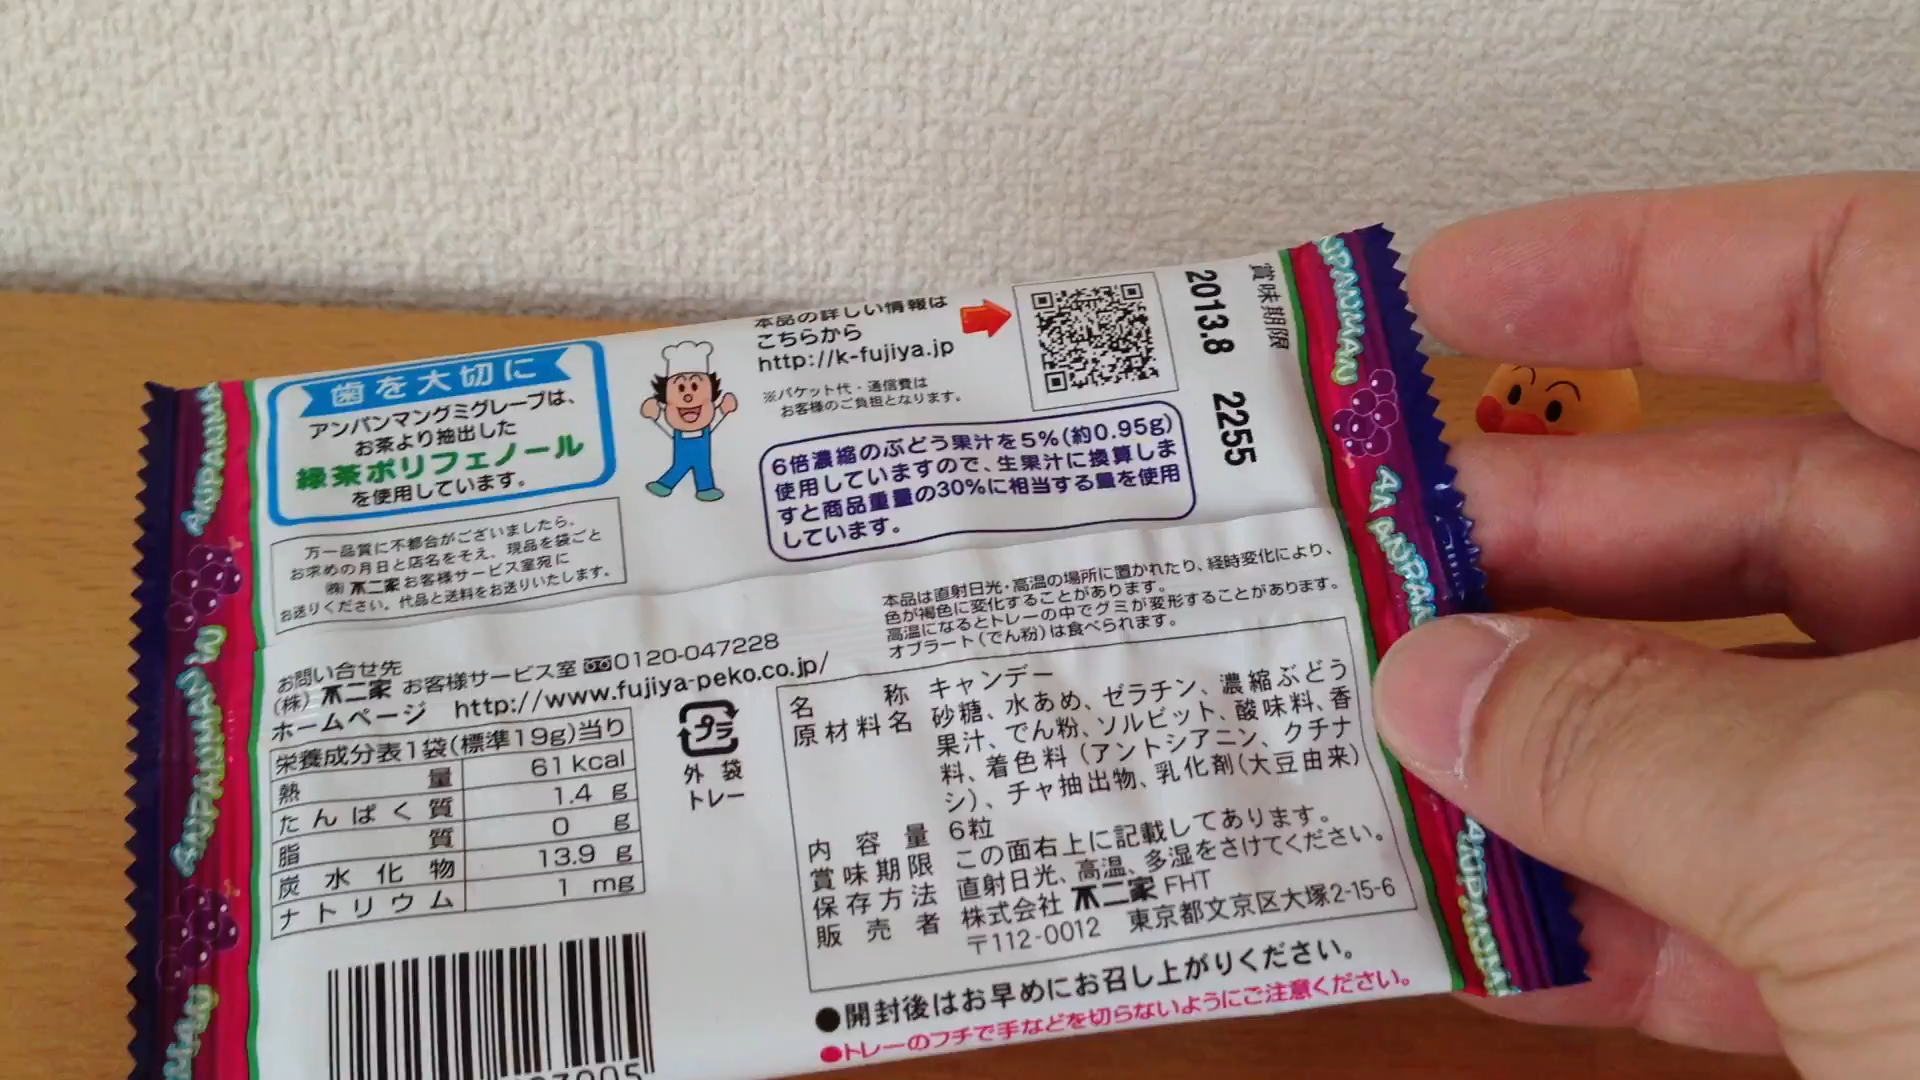 歯を大切に
アンパンマングミグレープは、
お茶より抽出した
緑茶ポリフェノール
を使用しています。
万一品質に不都合がございましたら、
お求めの月日と店名をそえ、現品を袋ごと
㈱不二家お客様サービス室宛に
お送りください。代品と送料をお送りいたします。
本品の詳しい情報は
こちらから
http://k-fujiya.jp
※パケット代・通信費は
お客様のご負担となります。
6倍濃縮のぶどう果汁を5%(約0.95g)
使用していますので、生果汁に換算しま
すと商品重量の30%に相当する量を使用
しています。
賞味期限
2013.8 2255
本品は直射日光・高温の場所に置かれたり、経時変化により、
色が褐色に変化することがあります。
高温になるとトレーの中でグミが変形することがあります。
オブラート(でん粉)は食べられます。
お問い合せ先
(株)不二家 お客様サービス室 0120-047228
ホームページ http://www.fujiya-peko.co.jp/
栄養成分表1袋(標準19g)当り
熱量 61kcal
たんぱく質 1.4 g
脂質 0 g
炭水化物 13.9 g
ナトリウム 1 mg
プラ
外袋
トレー
名称 キャンデー
原材料名 砂糖、水あめ、ゼラチン、濃縮ぶどう
果汁、でん粉、ソルビット、酸味料、香
料、着色料(アントシアニン、クチナ
シ)、チャ抽出物、乳化剤(大豆由来)
内容量 6粒
賞味期限 この面右上に記載してあります。
保存方法 直射日光、高温、多湿をさけてください。
販売者 株式会社 不二家 FHT
〒112-0012 東京都文京区大塚2-15-6
●開封後はお早めにお召し上がりください。
●トレーのフチで手などを切らないようにご注意ください。
ANPANMAN